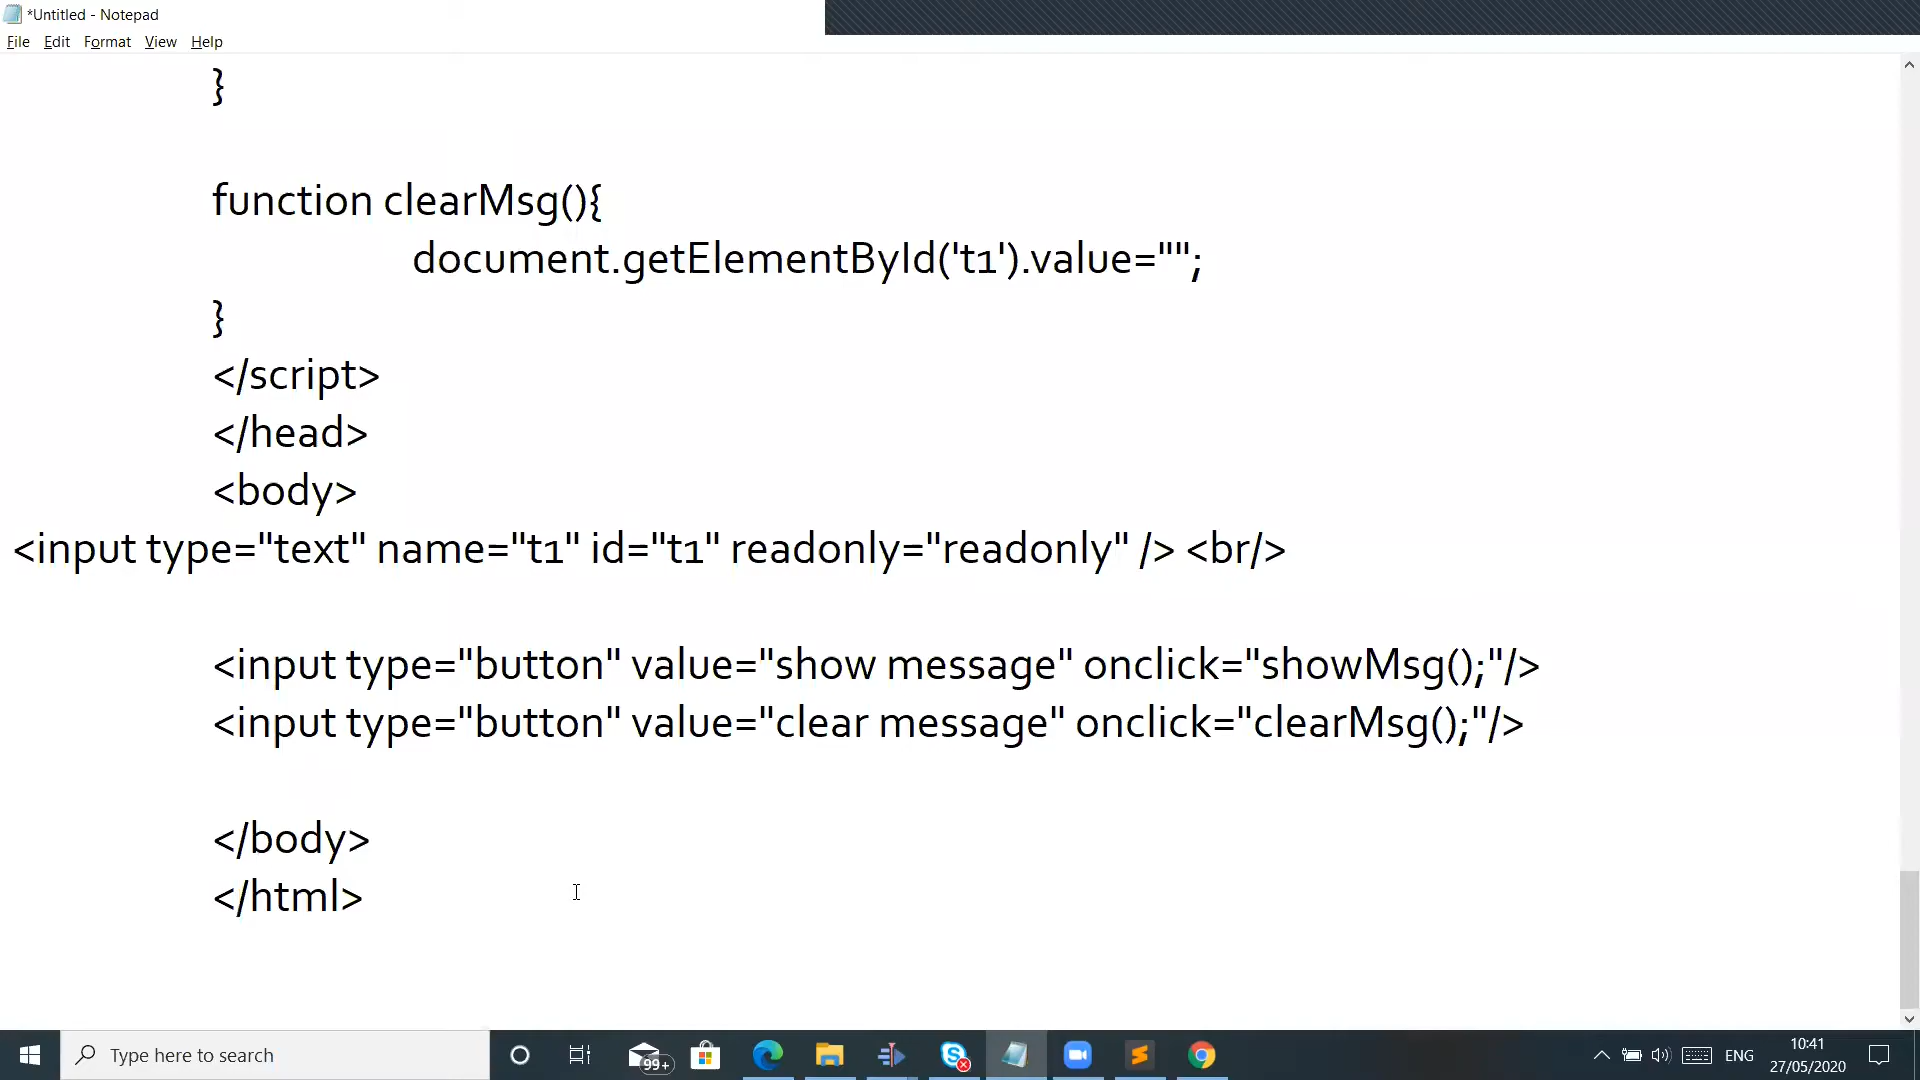 *Untitled - Notepad
File Edit Format View Help
}
function clearMsg(){
document.getElementById('t1').value="";
}
</script>
</head>
<body>
<input type="text" name="t1" id="t1" readonly="readonly" /> <br/>
<input type="button" value="show message" onclick="showMsg();"/>
<input type="button" value="clear message" onclick="clearMsg();"/>
</body>
</html>
Type here to search
99+
ENG
10:41
27/05/2020